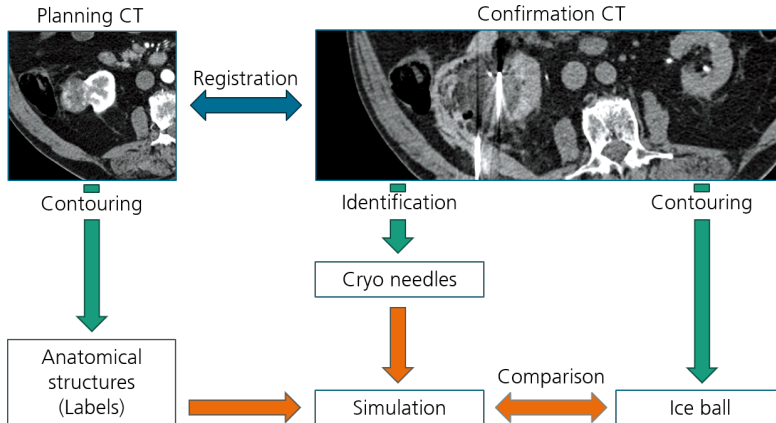 Planning CT
Confirmation CT
Registration
Contouring
Identification
Contouring
Cryo needles
Anatomical
structures
(Labels)
Simulation
Comparison
Ice ball